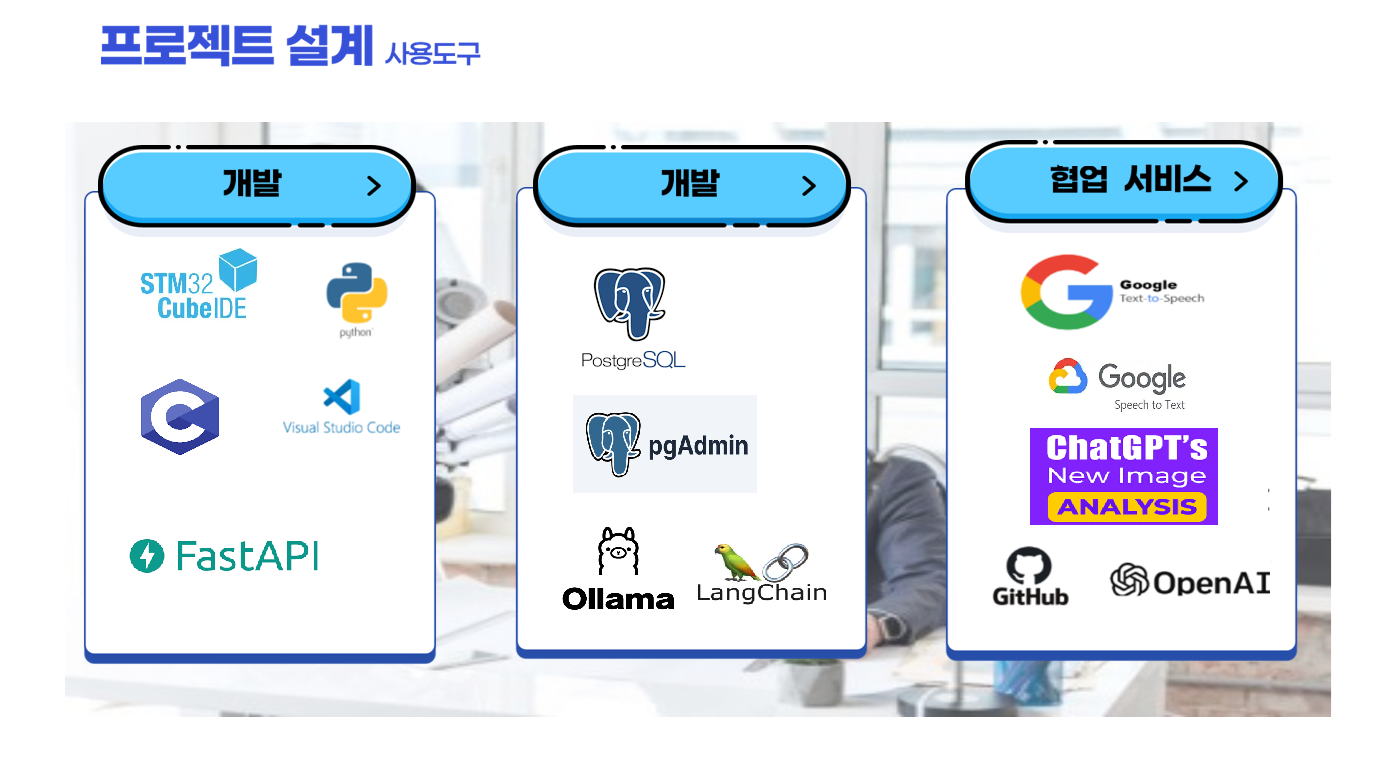 프로젝트 설계 사용도구
개발
STM32
CubeIDE
python
C
Visual Studio Code
FastAPI
개발
PostgreSQL
pgAdmin
Ollama
LangChain
협업 서비스
Google
Text-to-Speech
Google
Speech to Text
ChatGPT's
New Image
ANALYSIS
GitHub
OpenAI